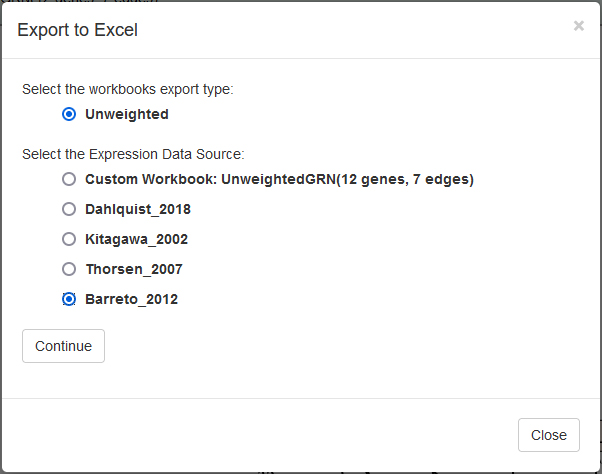 Export to Excel
×
Select the workbooks export type:
Unweighted
Select the Expression Data Source:
Custom Workbook: UnweightedGRN(12 genes, 7 edges)
Dahlquist_2018
Kitagawa_2002
Thorsen_2007
Barreto_2012
Continue
Close